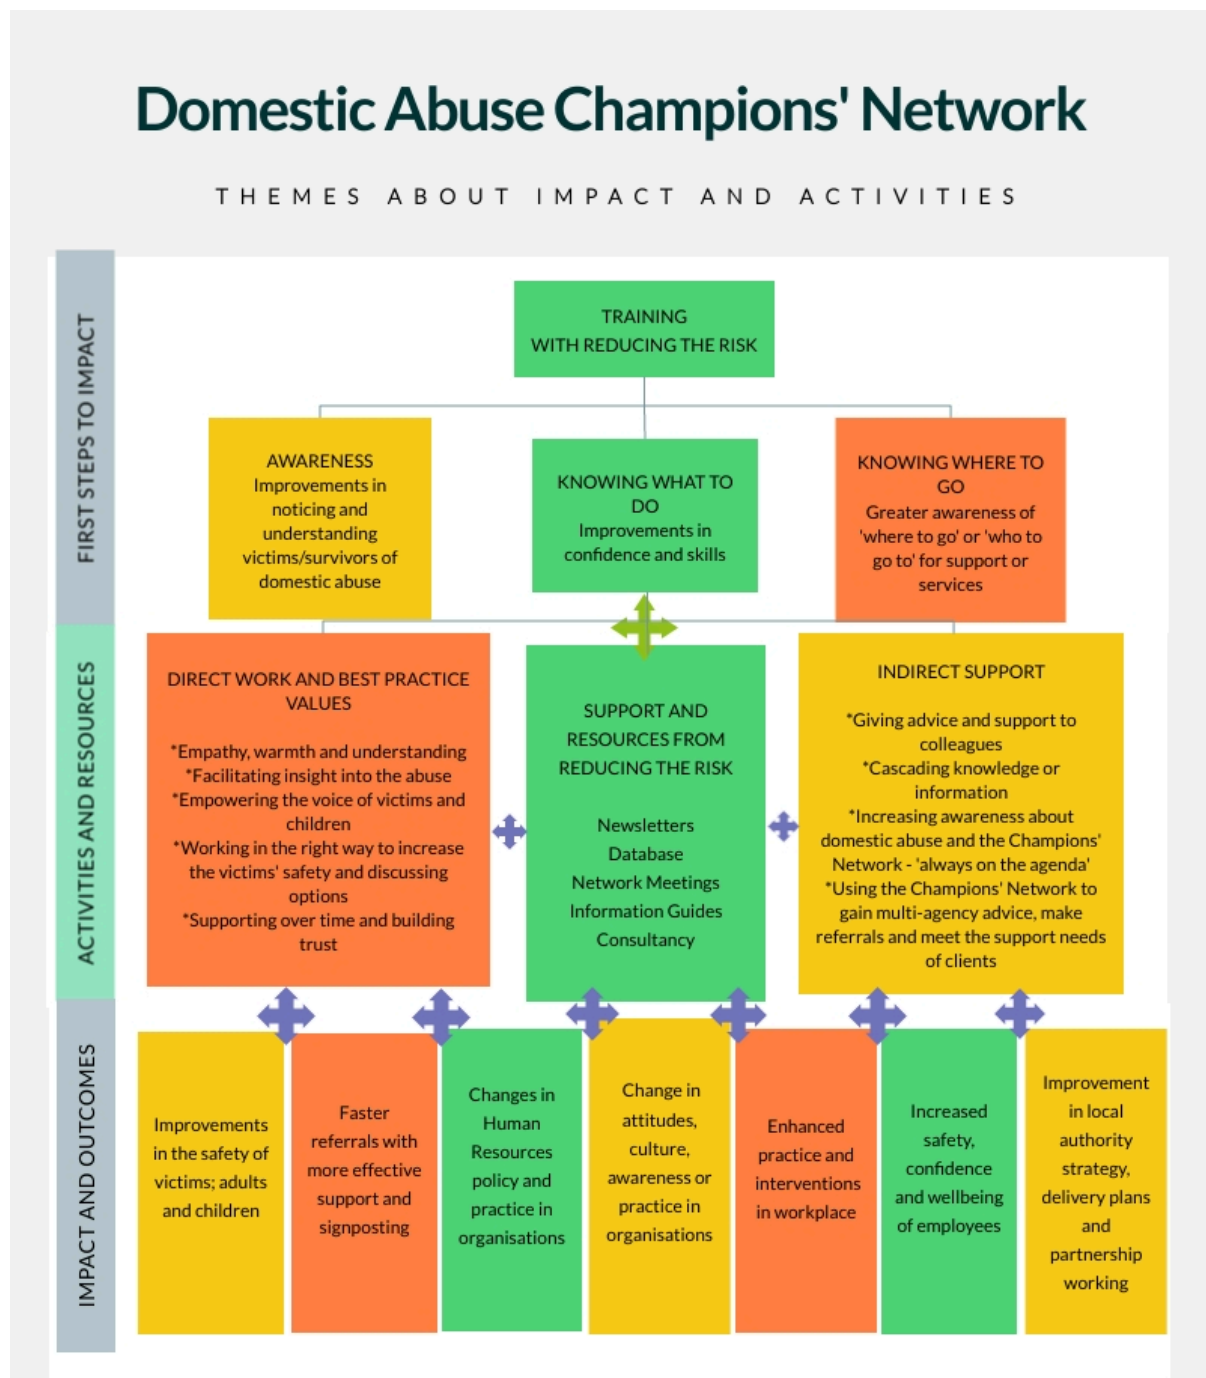 Domestic Abuse Champions' Network
THEMES ABOUT IMPACT AND ACTIVITIES
FIRST STEPS TO IMPACT
TRAINING
WITH REDUCING THE RISK
AWARENESS
Improvements in
noticing and
understanding
victims/survivors of
domestic abuse
KNOWING WHAT TO
DO
Improvements in
confidence and skills
KNOWING WHERE TO
GO
Greater awareness of
'where to go' or 'who to
go to' for support or
services
ACTIVITIES AND RESOURCES
DIRECT WORK AND BEST PRACTICE
VALUES
*Empathy, warmth and understanding
*Facilitating insight into the abuse
*Empowering the voice of victims and
children
*Working in the right way to increase
the victims' safety and discussing
options
*Supporting over time and building
trust
SUPPORT AND
RESOURCES FROM
REDUCING THE RISK
Newsletters
Database
Network Meetings
Information Guides
Consultancy
INDIRECT SUPPORT
*Giving advice and support to
colleagues
*Cascading knowledge or
information
*Increasing awareness about
domestic abuse and the Champions'
Network - 'always on the agenda'
*Using the Champions' Network to
gain multi-agency advice, make
referrals and meet the support needs
of clients
IMPACT AND OUTCOMES
Improvements
in the safety of
victims; adults
and children
Faster
referrals with
more effective
support and
signposting
Changes in
Human
Resources
policy and
practice in
organisations
Change in
attitudes,
culture,
awareness or
practice in
organisations
Enhanced
practice and
interventions
in workplace
Increased
safety,
confidence
and wellbeing
of employees
Improvement
in local
authority
strategy,
delivery plans
and
partnership
working